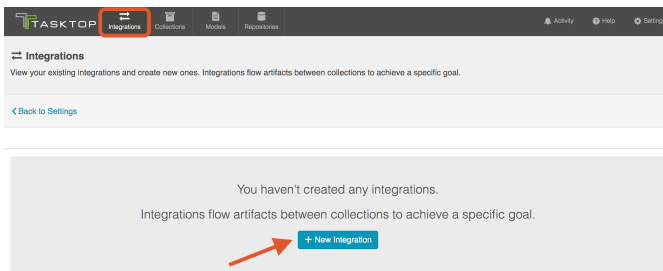 TASKTOP
Integrations
Collections
Models
Repositories
Activity
Help
Setting
Integrations
View your existing integrations and create new ones. Integrations flow artifacts between collections to achieve a specific goal.
Back to Settings
You haven't created any integrations.
Integrations flow artifacts between collections to achieve a specific goal.
+ New Integration